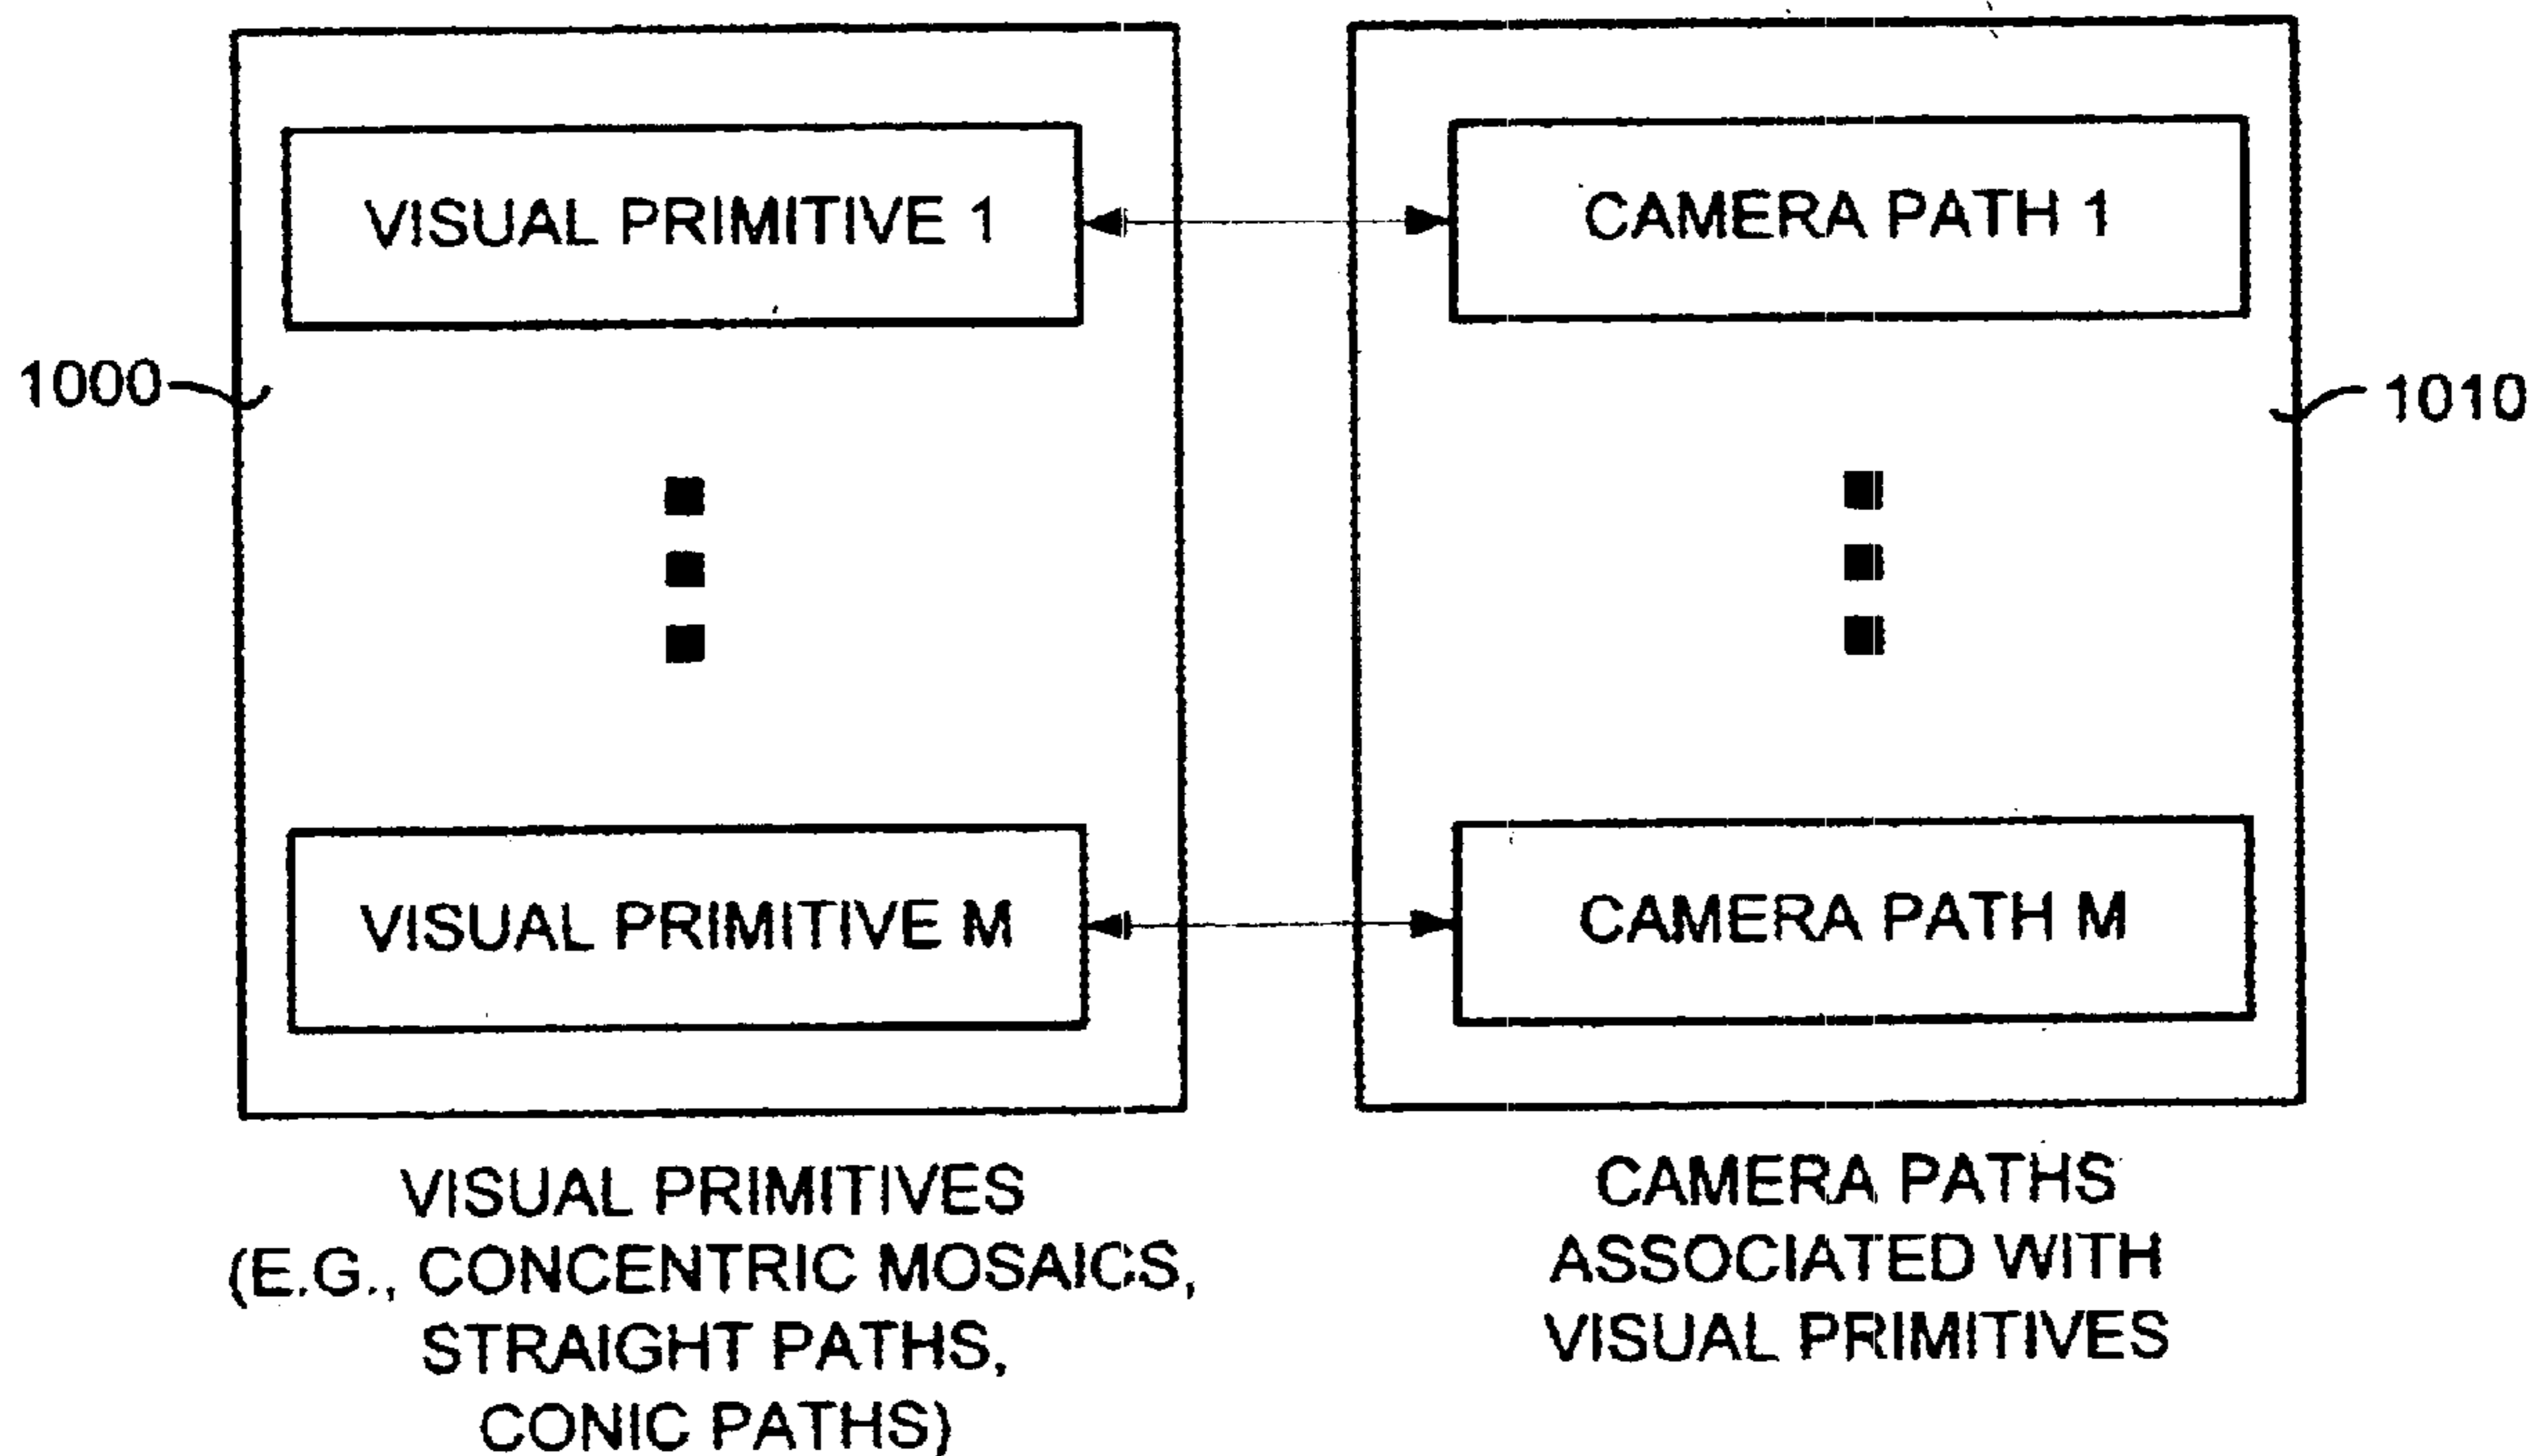 VISUAL PRIMITIVE 1
CAMERA PATH 1
1000
1010
VISUAL PRIMITIVE M
CAMERA PATH M
VISUAL PRIMITIVES
(E.G., CONCENTRIC MOSAICS,
STRAIGHT PATHS,
CONIC PATHS)
CAMERA PATHS
ASSOCIATED WITH
VISUAL PRIMITIVES